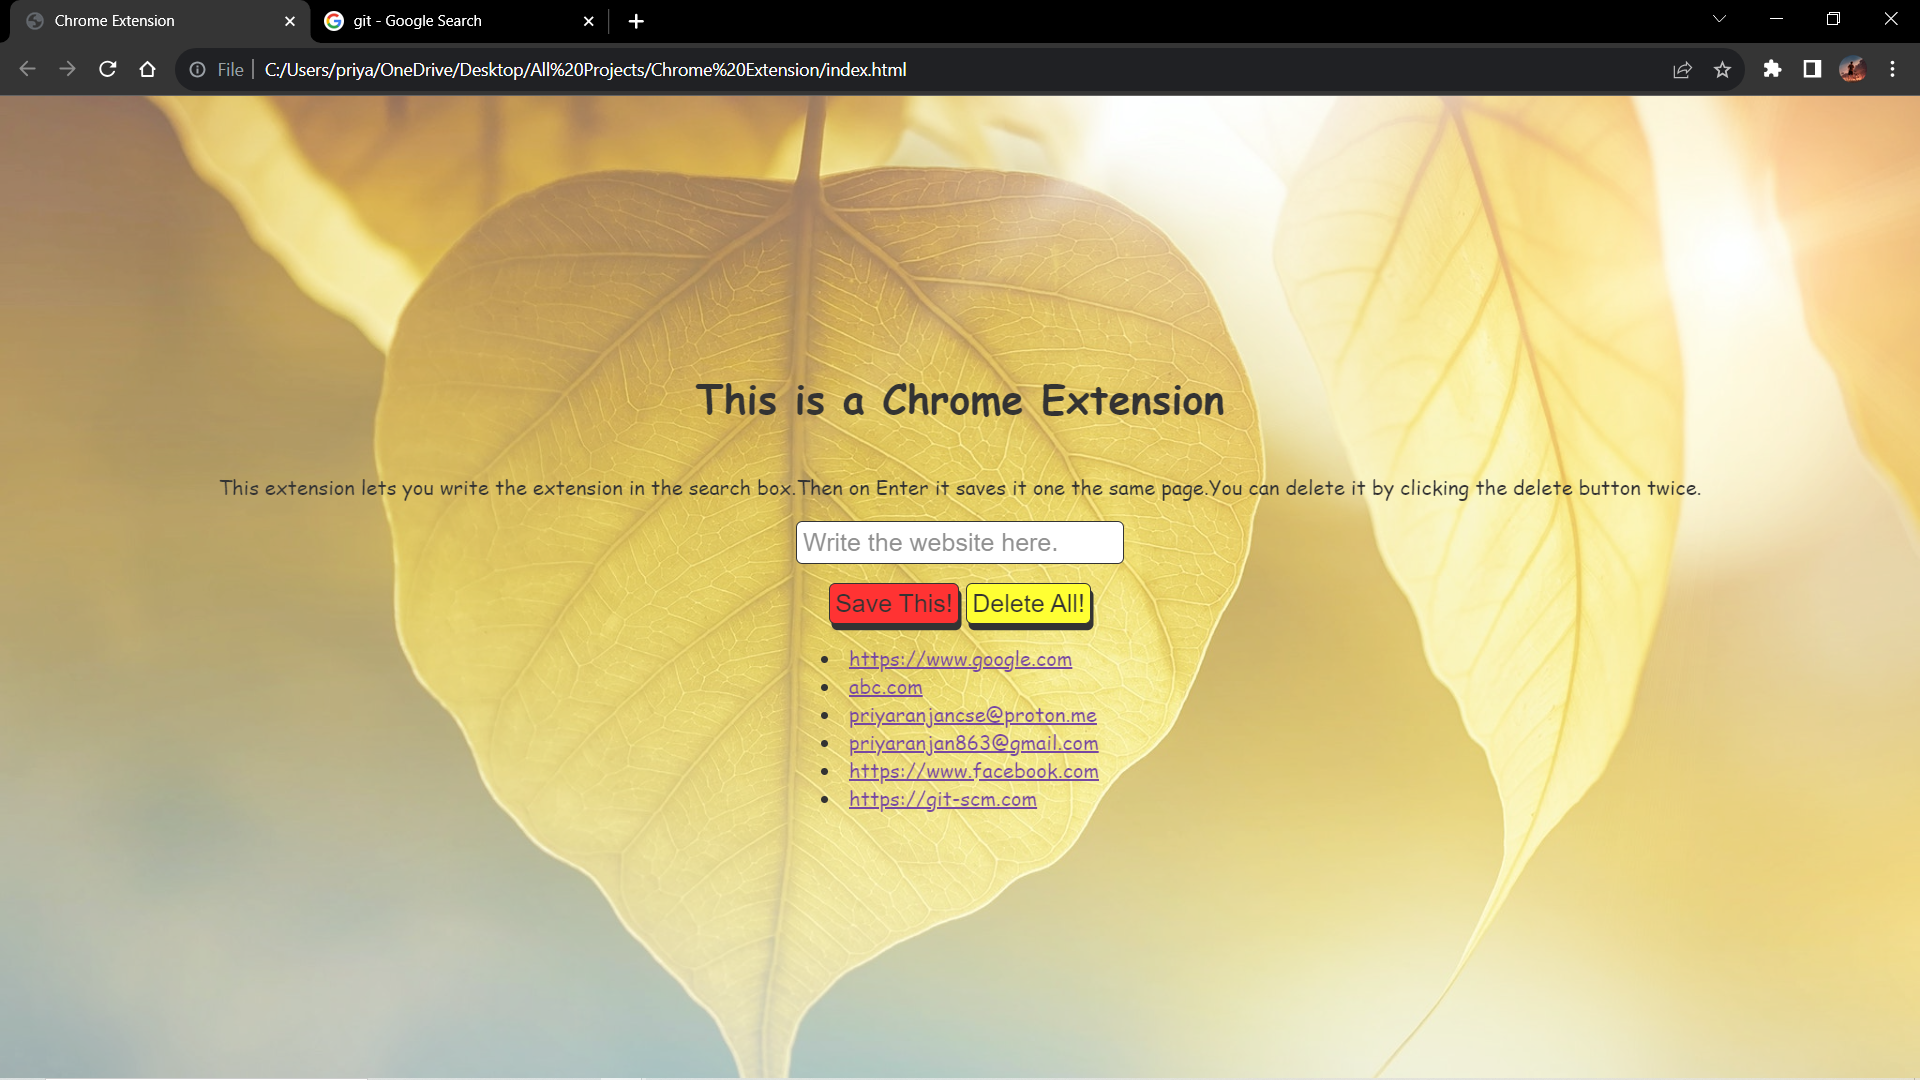 Chrome Extension
git - Google Search
File
C:/Users/priya/OneDrive/Desktop/All%20Projects/Chrome%20Extension/index.html
This is a Chrome Extension
This extension lets you write the extension in the search box.Then on Enter it saves it one the same page.You can delete it by clicking the delete button twice.
Write the website here.
Save This! Delete All!
https://www.google.com
abc.com
priyaranjancse@proton.me
priyaranjan863@gmail.com
https://www.facebook.com
https://git-scm.com